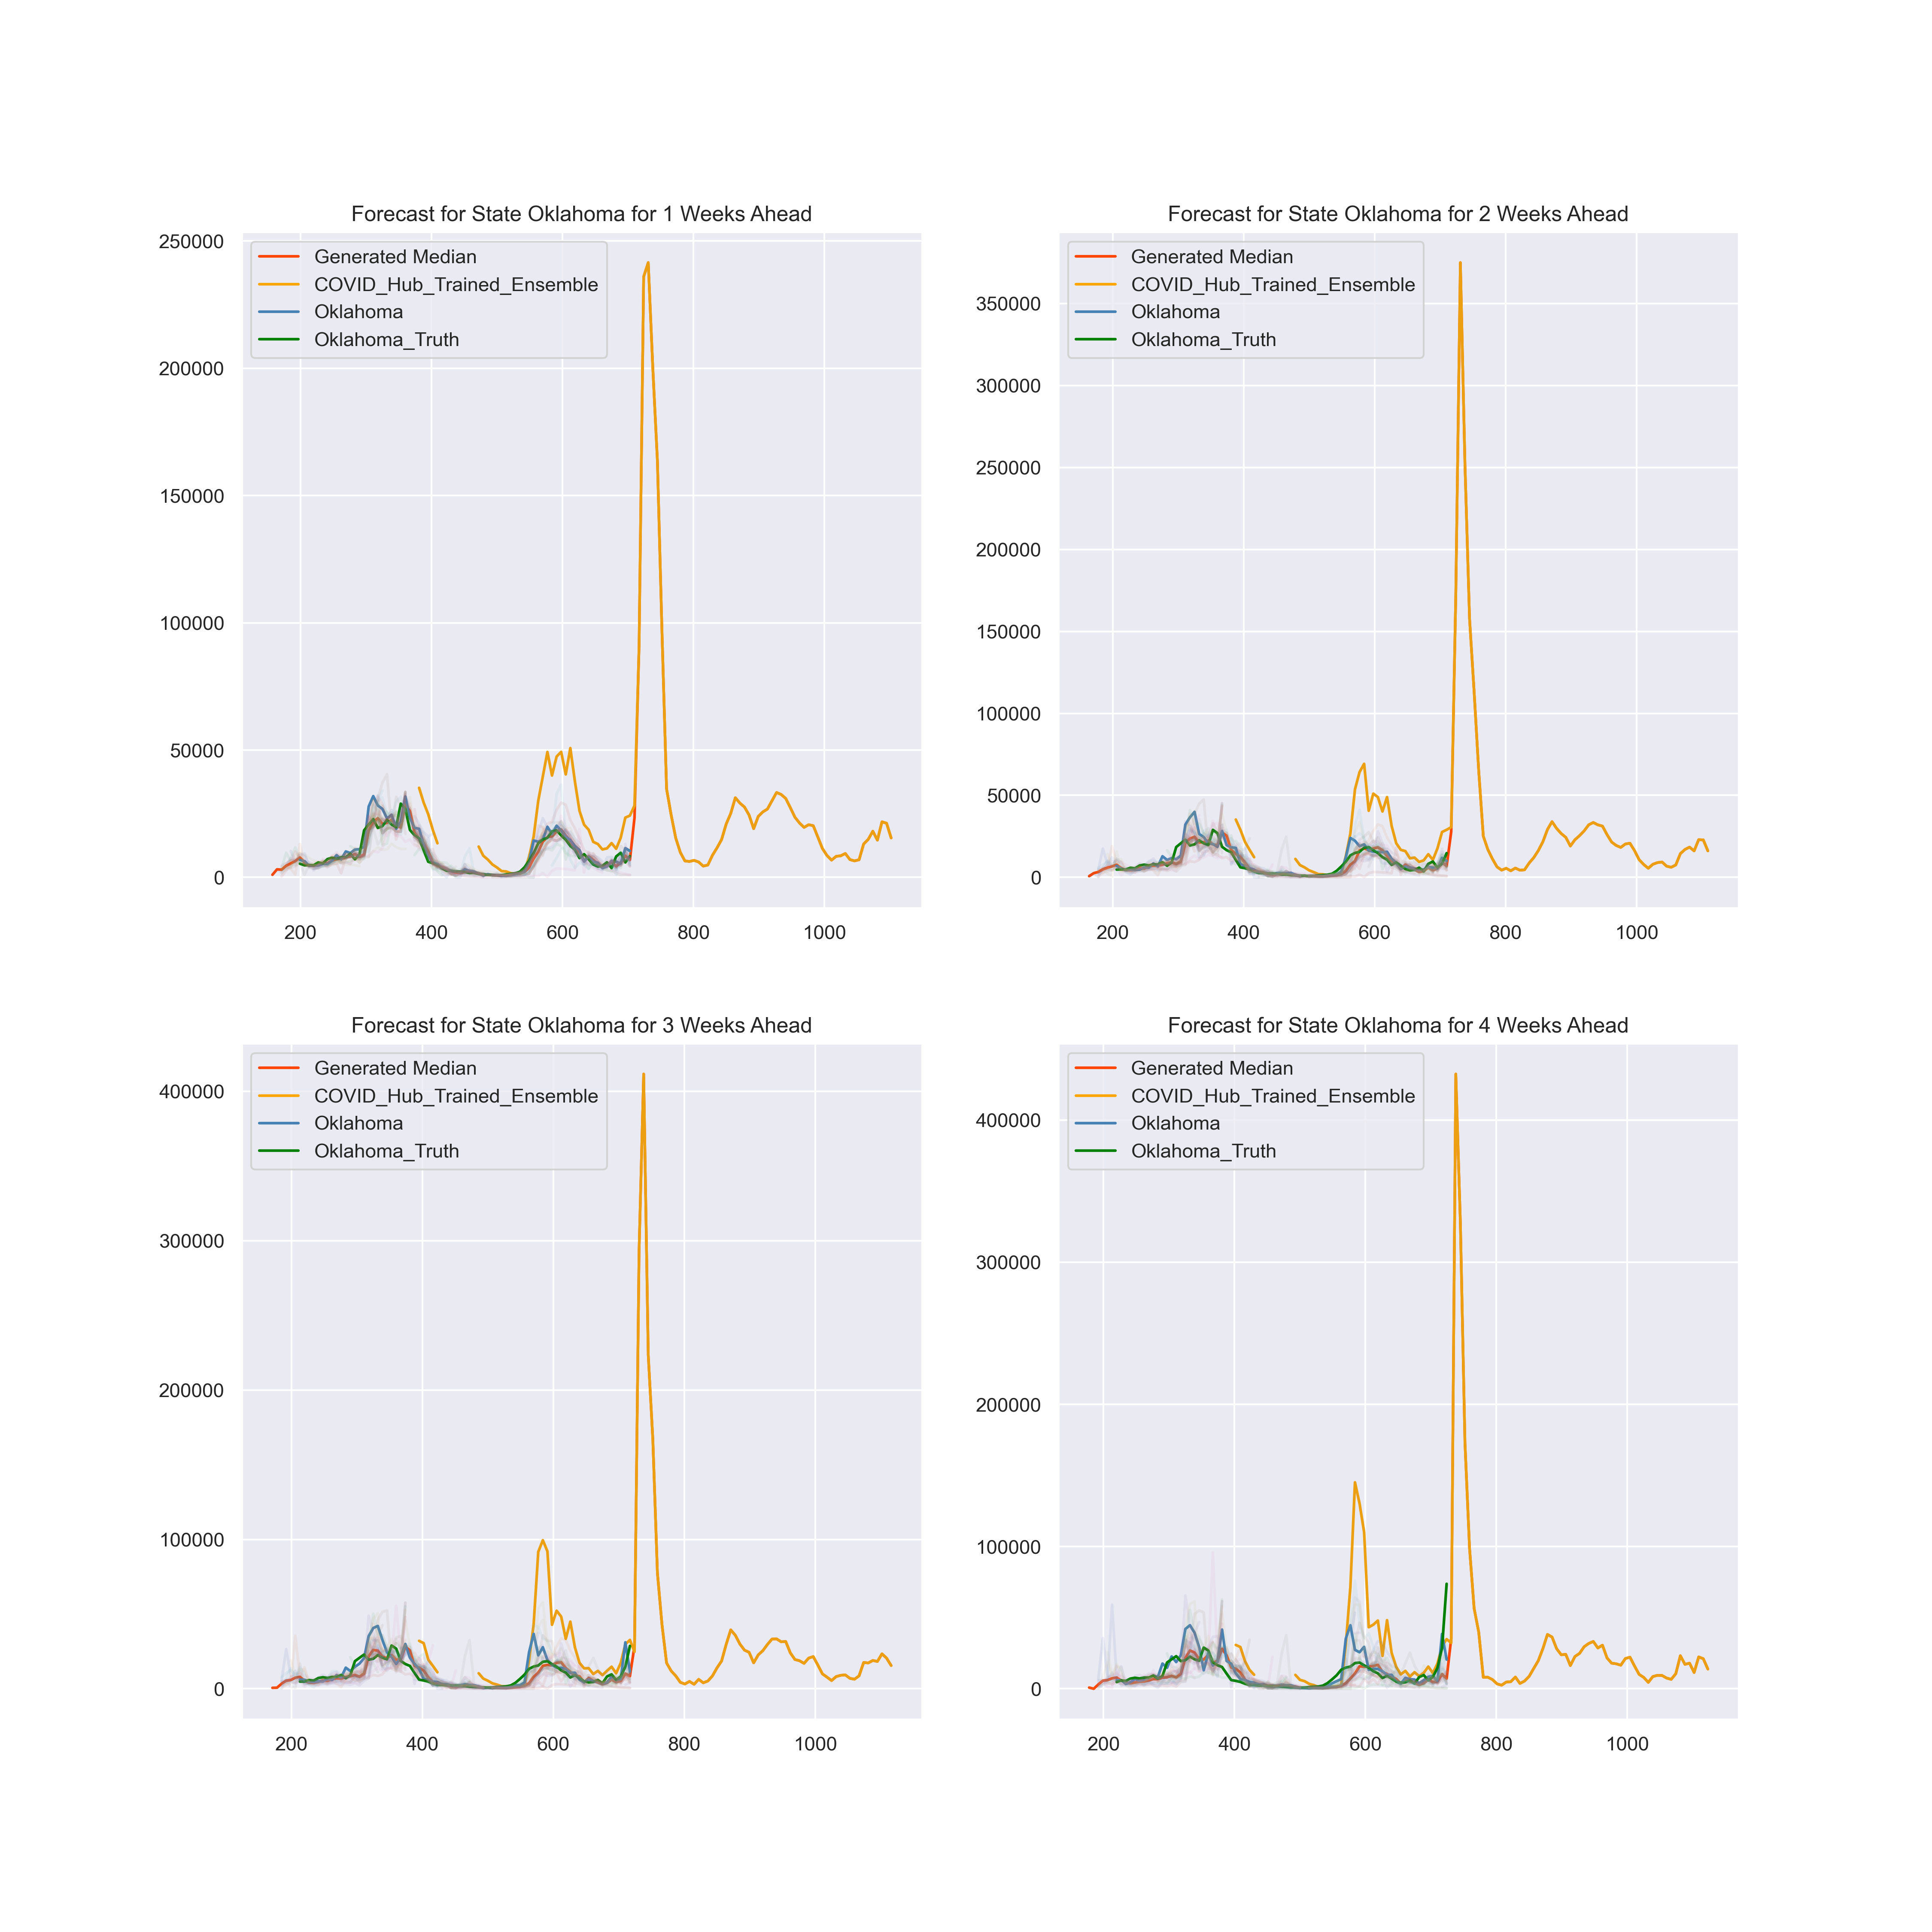 Forecast for State Oklahoma for 1 Weeks Ahead
250000
200000
150000
100000
50000
0
200 400 600 800 1000
Generated Median
COVID_Hub_Trained_Ensemble
Oklahoma
Oklahoma_Truth
Forecast for State Oklahoma for 2 Weeks Ahead
350000
300000
250000
200000
150000
100000
50000
0
200 400 600 800 1000
Generated Median
COVID_Hub_Trained_Ensemble
Oklahoma
Oklahoma_Truth
Forecast for State Oklahoma for 3 Weeks Ahead
400000
300000
200000
100000
0
200 400 600 800 1000
Generated Median
COVID_Hub_Trained_Ensemble
Oklahoma
Oklahoma_Truth
Forecast for State Oklahoma for 4 Weeks Ahead
400000
300000
200000
100000
0
200 400 600 800 1000
Generated Median
COVID_Hub_Trained_Ensemble
Oklahoma
Oklahoma_Truth